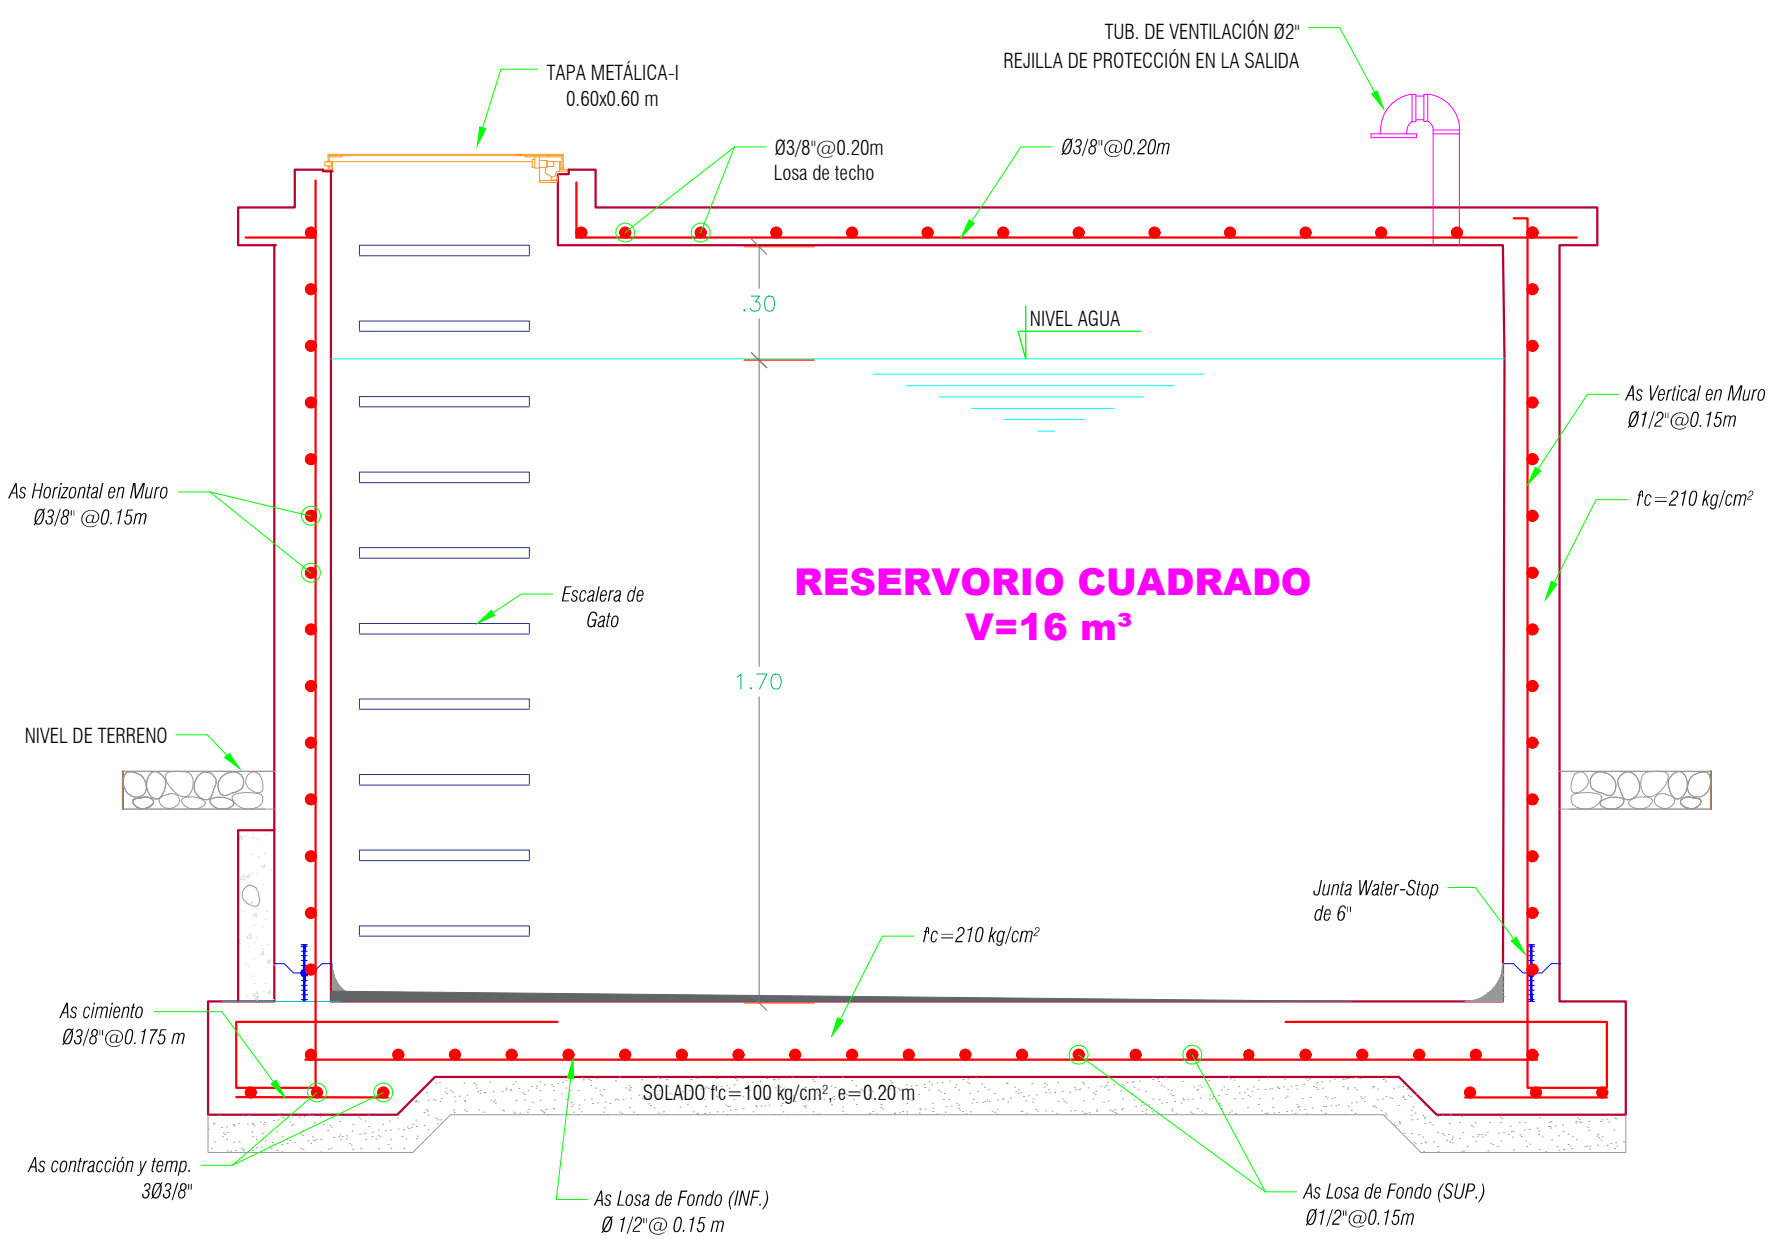 TUB. DE VENTILACIÓN Ø2"
REJILLA DE PROTECCIÓN EN LA SALIDA
TAPA METÁLICA-I
0.60x0.60 m
Ø3/8"@0.20m
Losa de techo
Ø3/8"@0.20m
.30
NIVEL AGUA
As Vertical en Muro
Ø1/2"@0.15m
As Horizontal en Muro
Ø3/8" @0.15m
f'c=210 kg/cm²
RESERVORIO CUADRADO
V=16 m³
Escalera de
Gato
1.70
NIVEL DE TERRENO
Junta Water-Stop
de 6"
f'c=210 kg/cm²
As cimiento
Ø3/8"@0.175 m
SOLADO f'c=100 kg/cm², e=0.20 m
As contracción y temp.
3Ø3/8"
As Losa de Fondo (INF.)
Ø 1/2"@ 0.15 m
As Losa de Fondo (SUP.)
Ø1/2"@0.15m